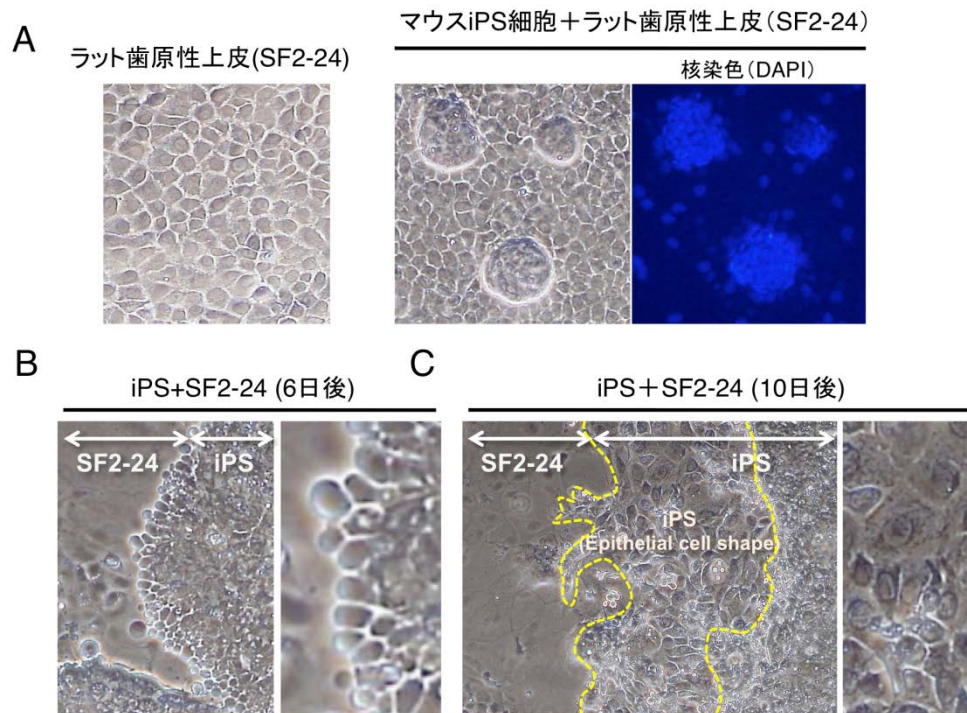 A
ラット歯原性上皮(SF2-24)
マウスiPS細胞＋ラット歯原性上皮（SF2-24）
核染色（DAPI）
B
iPS+SF2-24 (6日後)
SF2-24
iPS
C
iPS＋SF2-24 (10日後)
SF2-24
iPS
iPS
(Epithelial cell shape)